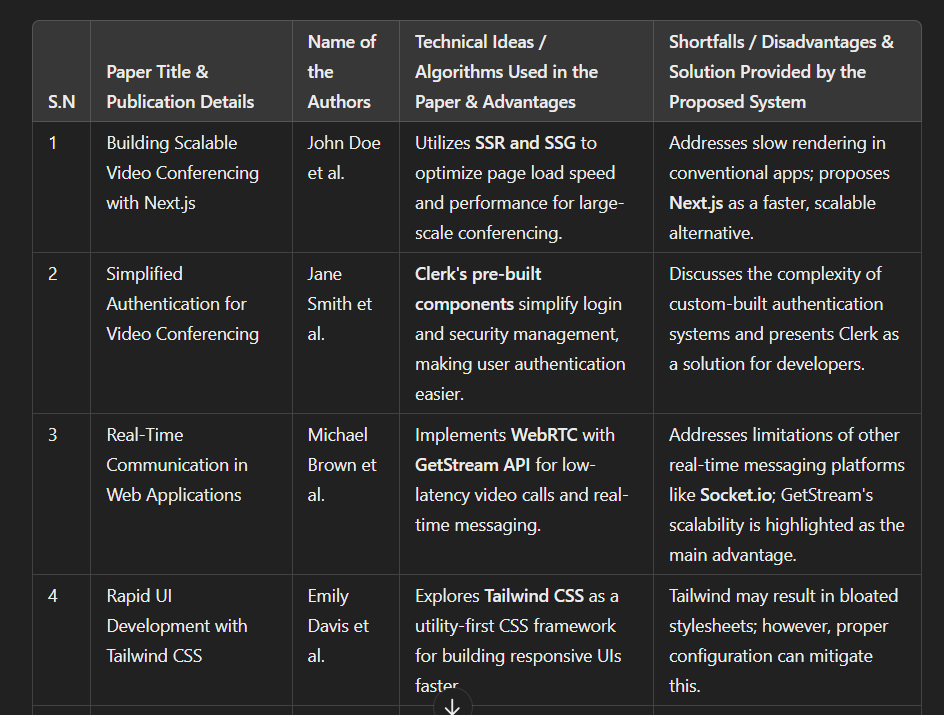 S.N
Paper Title &
Publication Details
Name of
the
Authors
Technical Ideas /
Algorithms Used in the
Paper & Advantages
Shortfalls / Disadvantages &
Solution Provided by the
Proposed System
1
Building Scalable
Video Conferencing
with Next.js
John Doe
et al.
Utilizes SSR and SSG to
optimize page load speed
and performance for large-
scale conferencing.
Addresses slow rendering in
conventional apps; proposes
Next.js as a faster, scalable
alternative.
2
Simplified
Authentication for
Video Conferencing
Jane
Smith et
al.
Clerk's pre-built
components simplify login
and security management,
making user authentication
easier.
Discusses the complexity of
custom-built authentication
systems and presents Clerk as
a solution for developers.
3
Real-Time
Communication in
Web Applications
Michael
Brown et
al.
Implements WebRTC with
GetStream API for low-
latency video calls and real-
time messaging.
Addresses limitations of other
real-time messaging platforms
like Socket.io; GetStream's
scalability is highlighted as the
main advantage.
4
Rapid UI
Development with
Tailwind CSS
Emily
Davis et
al.
Explores Tailwind CSS as a
utility-first CSS framework
for building responsive UIs
faster.
Tailwind may result in bloated
stylesheets; however, proper
configuration can mitigate
this.